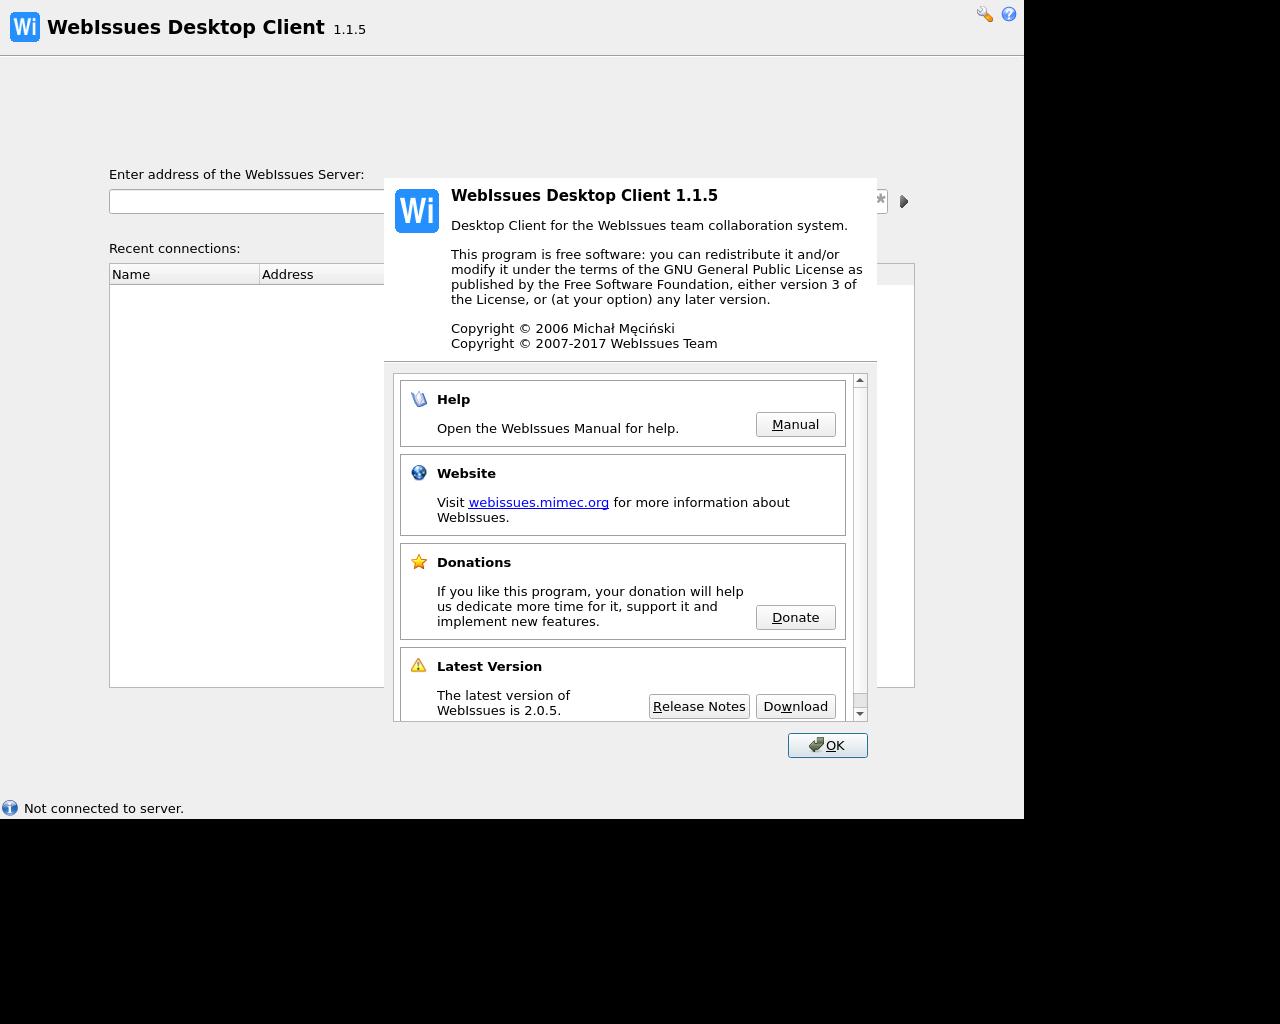 Wi WebIssues Desktop Client 1.1.5
Enter address of the WebIssues Server:
Recent connections:
Name Address
Wi WebIssues Desktop Client 1.1.5
Desktop Client for the WebIssues team collaboration system.
This program is free software: you can redistribute it and/or
modify it under the terms of the GNU General Public License as
published by the Free Software Foundation, either version 3 of
the License, or (at your option) any later version.
Copyright © 2006 Michał Męciński
Copyright © 2007-2017 WebIssues Team
Help
Open the WebIssues Manual for help.
Manual
Website
Visit webissues.mimec.org for more information about
WebIssues.
Donations
If you like this program, your donation will help
us dedicate more time for it, support it and
implement new features.
Donate
Latest Version
The latest version of
WebIssues is 2.0.5.
Release Notes Download
OK
Not connected to server.